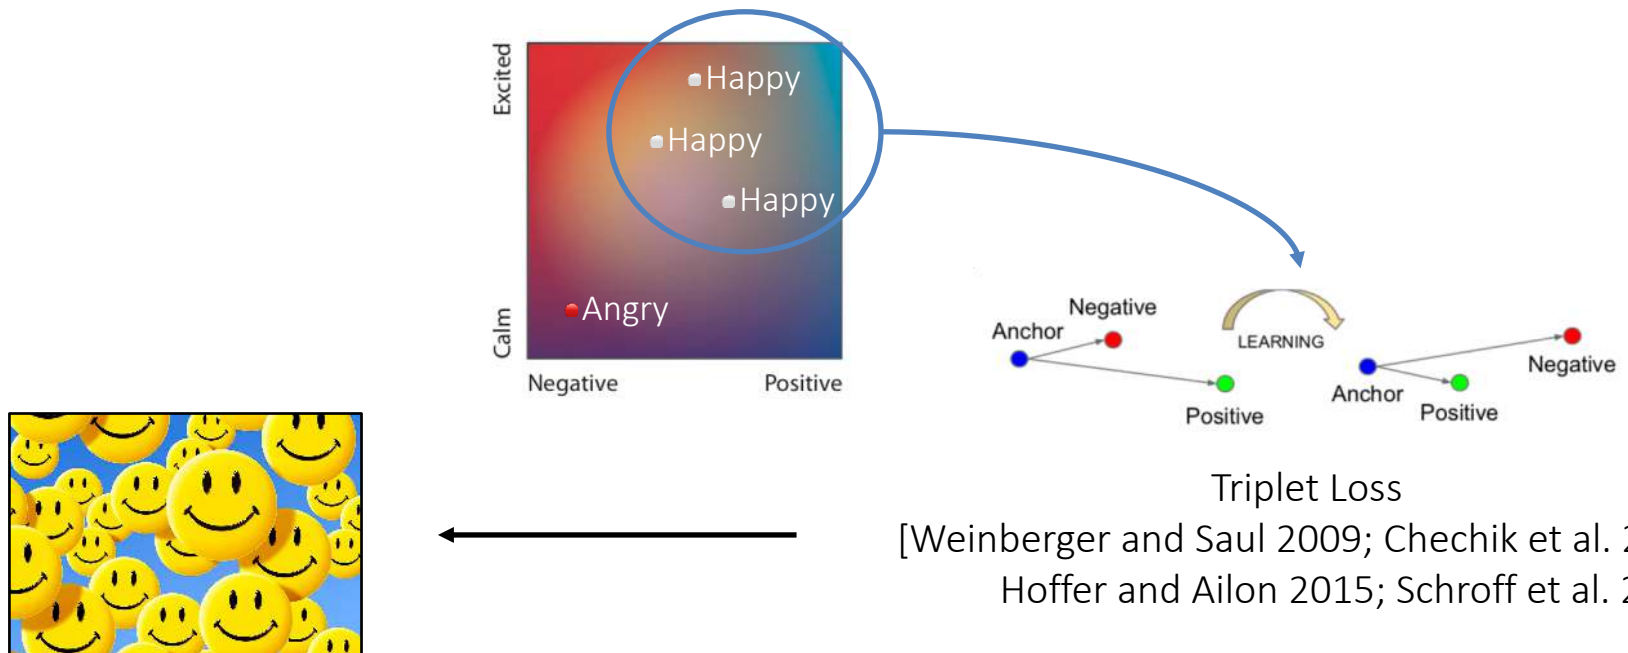 Excited
Happy
Happy
Happy
Angry
Calm
Negative
Positive
Negative
Anchor
LEARNING
Positive
Negative
Anchor
Positive
Triplet Loss
[Weinberger and Saul 2009; Chechik et al.
Hoffer and Ailon 2015; Schroff et al.